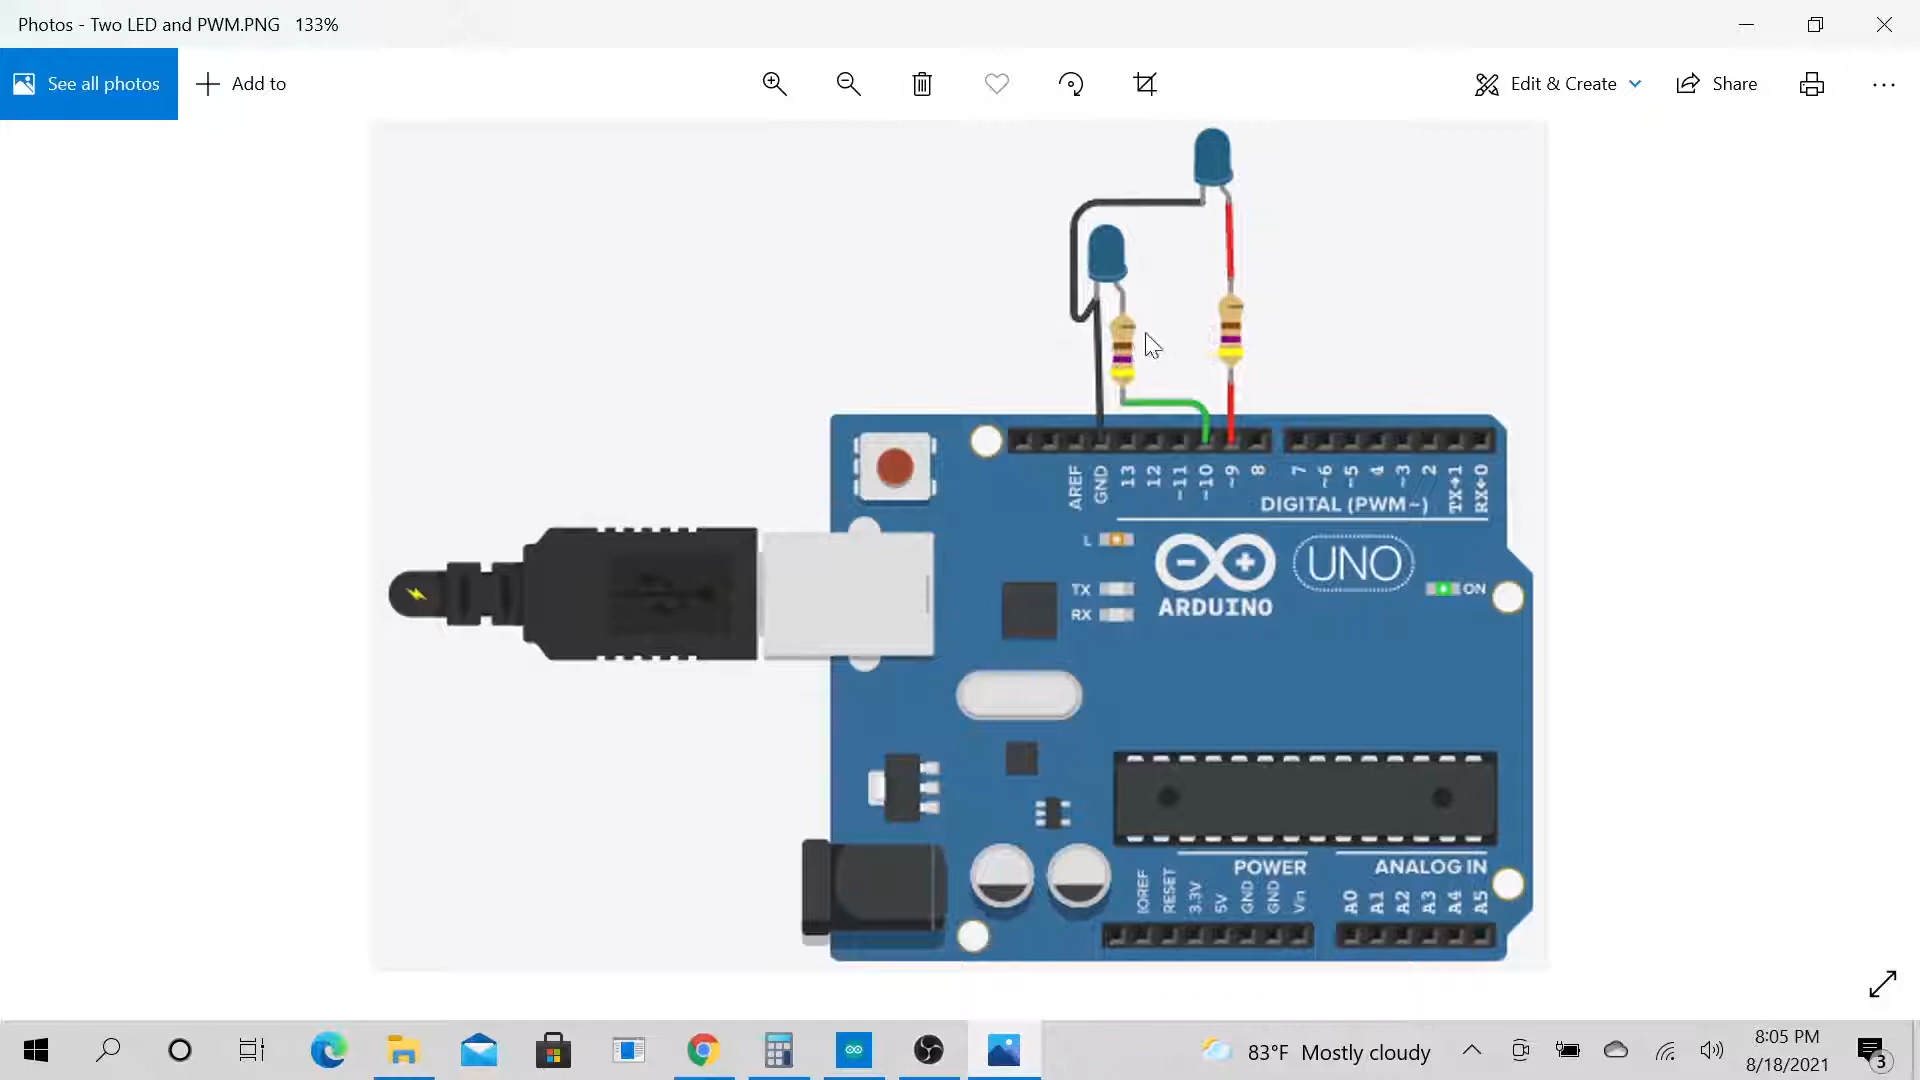 Photos - Two LED and PWM.PNG 133%
See all photos
Add to
Edit & Create
Share
AREF
GND
13
12
~11
~10
~9
8
7
~6
~5
4
~3
2
TX→1
RX←0
DIGITAL (PWM~)
L
TX
RX
ARDUINO
UNO
ON
POWER
ANALOG IN
IOREF
RESET
3.3V
5V
GND
GND
Vin
A0
A1
A2
A3
A4
A5
83°F Mostly cloudy
8:05 PM
8/18/2021
3